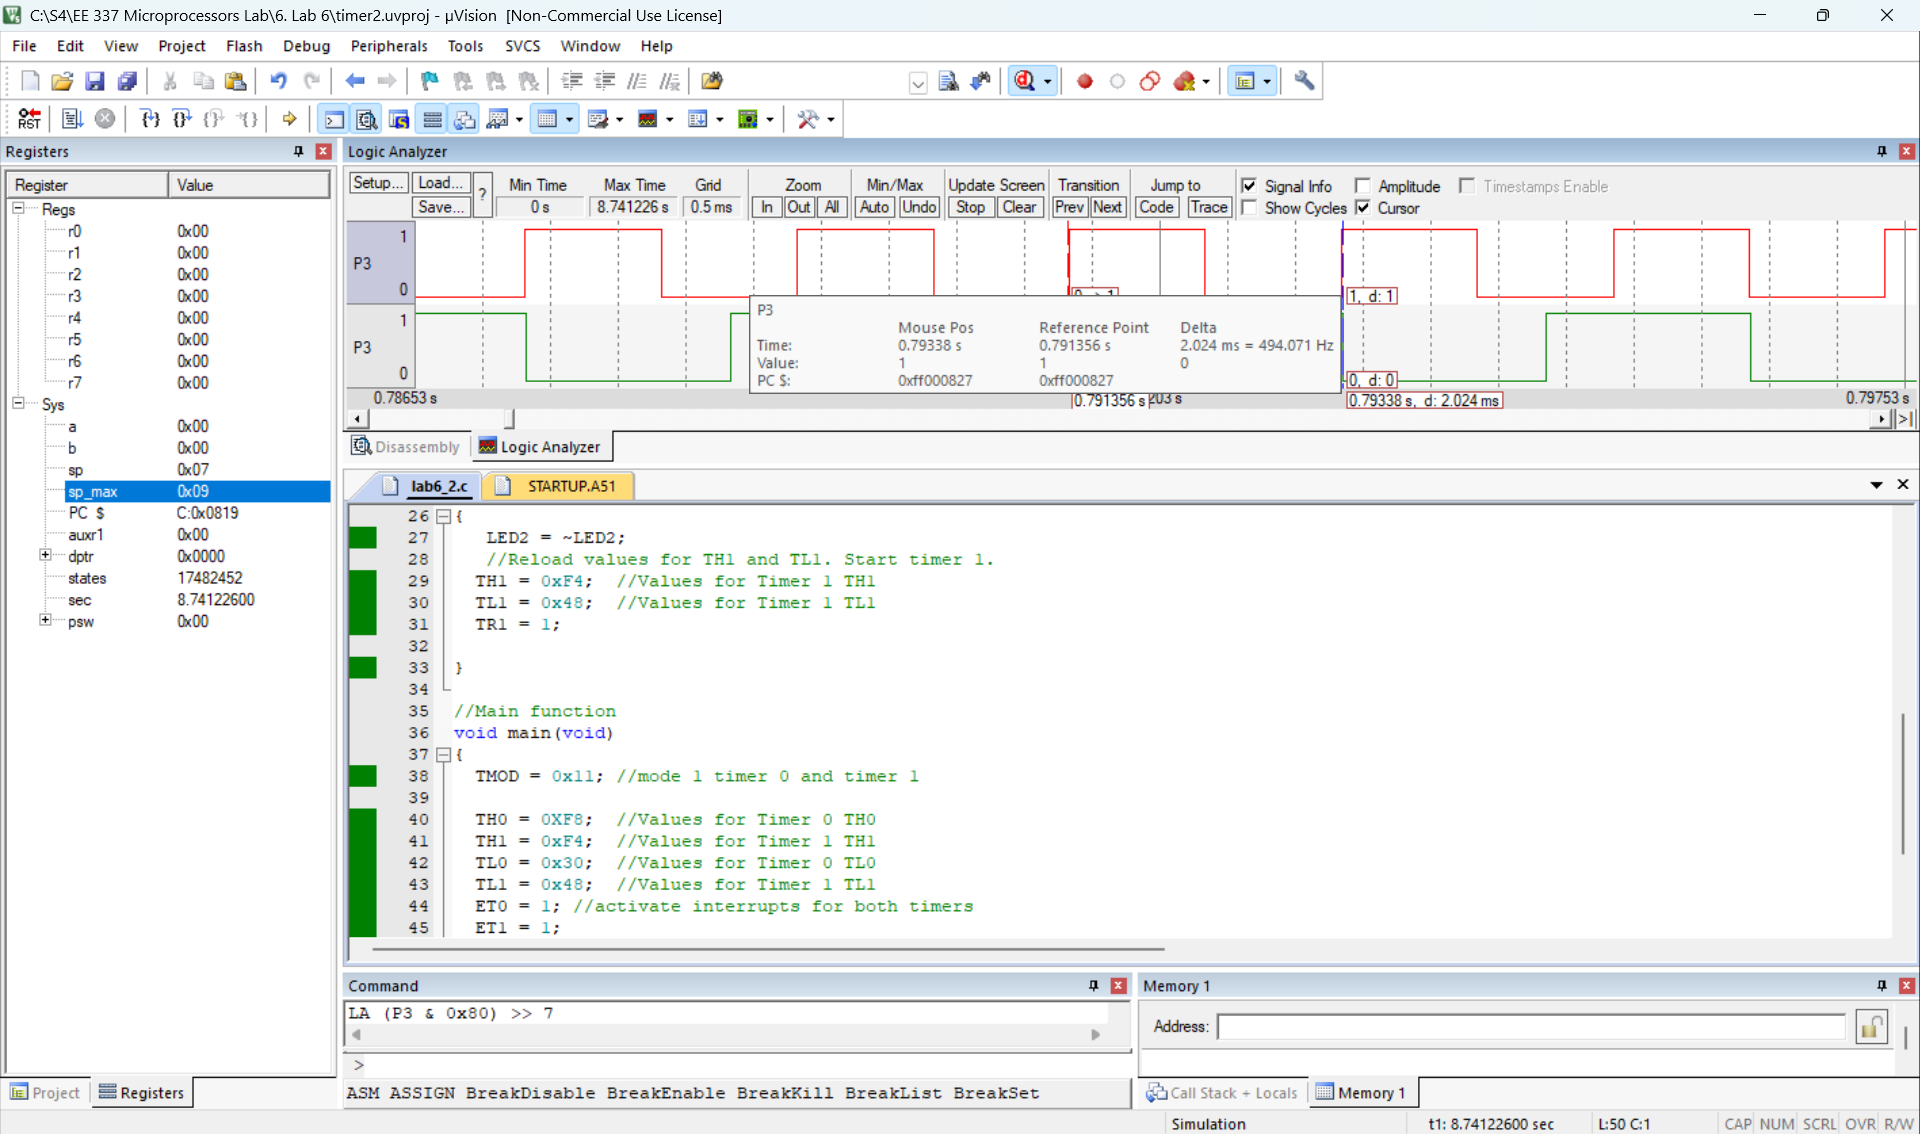 C:\S4\EE 337 Microprocessors Lab\6. Lab 6\timer2.uvproj - µVision  [Non-Commercial Use License]
File Edit View Project Flash Debug Peripherals Tools SVCS Window Help
RST
Registers
Register Value
Regs
r0 0x00
r1 0x00
r2 0x00
r3 0x00
r4 0x00
r5 0x00
r6 0x00
r7 0x00
Sys
a 0x00
b 0x00
sp 0x07
sp_max 0x09
PC $ C:0x0819
auxr1 0x00
dptr 0x0000
states 17482452
sec 8.74122600
psw 0x00
Project Registers
Logic Analyzer
Setup... Load... ? Min Time Max Time Grid Zoom Min/Max Update Screen Transition Jump to Signal Info Amplitude Timestamps Enable
Save... 0 s 8.741226 s 0.5 ms In Out All Auto Undo Stop Clear Prev Next Code Trace Show Cycles Cursor
1
P3
0
1, d: 1
1
P3
0
0, d: 0
P3
Mouse Pos Reference Point Delta
Time: 0.79338 s 0.791356 s 2.024 ms = 494.071 Hz
Value: 1 1 0
PC $: 0xff000827 0xff000827
0.78653 s 0.791356 s 0.79338 s, d: 2.024 ms 0.79753 s
Disassembly Logic Analyzer
lab6_2.c STARTUP.A51
26 {
27 LED2 = ~LED2;
28 //Reload values for TH1 and TL1. Start timer 1.
29 TH1 = 0xF4; //Values for Timer 1 TH1
30 TL1 = 0x48; //Values for Timer 1 TL1
31 TR1 = 1;
32
33 }
34
35 //Main function
36 void main(void)
37 {
38 TMOD = 0x11; //mode 1 timer 0 and timer 1
39
40 TH0 = 0XF8; //Values for Timer 0 TH0
41 TH1 = 0xF4; //Values for Timer 1 TH1
42 TL0 = 0x30; //Values for Timer 0 TL0
43 TL1 = 0x48; //Values for Timer 1 TL1
44 ET0 = 1; //activate interrupts for both timers
45 ET1 = 1;
Command
LA (P3 & 0x80) >> 7
>
ASM ASSIGN BreakDisable BreakEnable BreakKill BreakList BreakSet
Memory 1
Address:
Call Stack + Locals Memory 1
Simulation t1: 8.74122600 sec L:50 C:1 CAP NUM SCRL OVR R/W